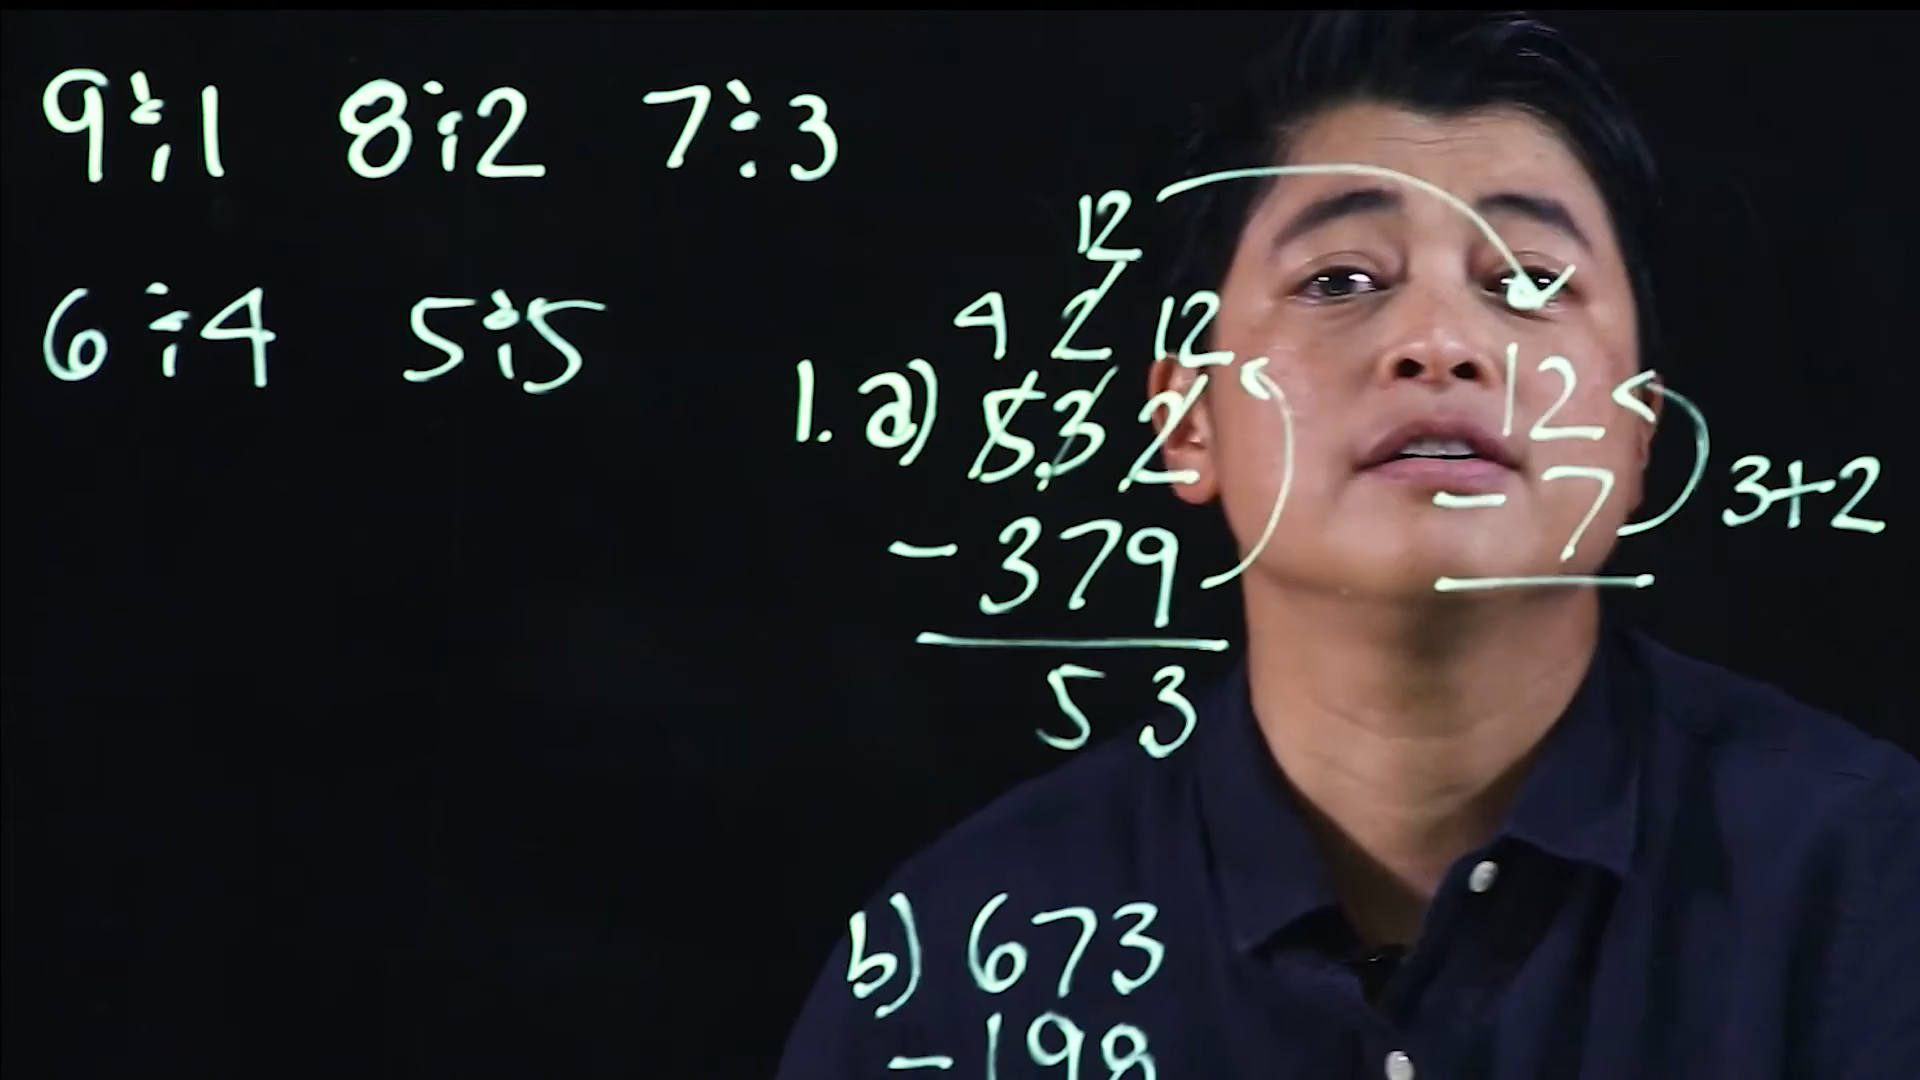 9 ÷ 1 8 ÷ 2 7 ÷ 3
6 ÷ 4 5 ÷ 5
12
4 2 12
1. a) 532
- 379
53
12
- 7
3+2
b) 673
- 198